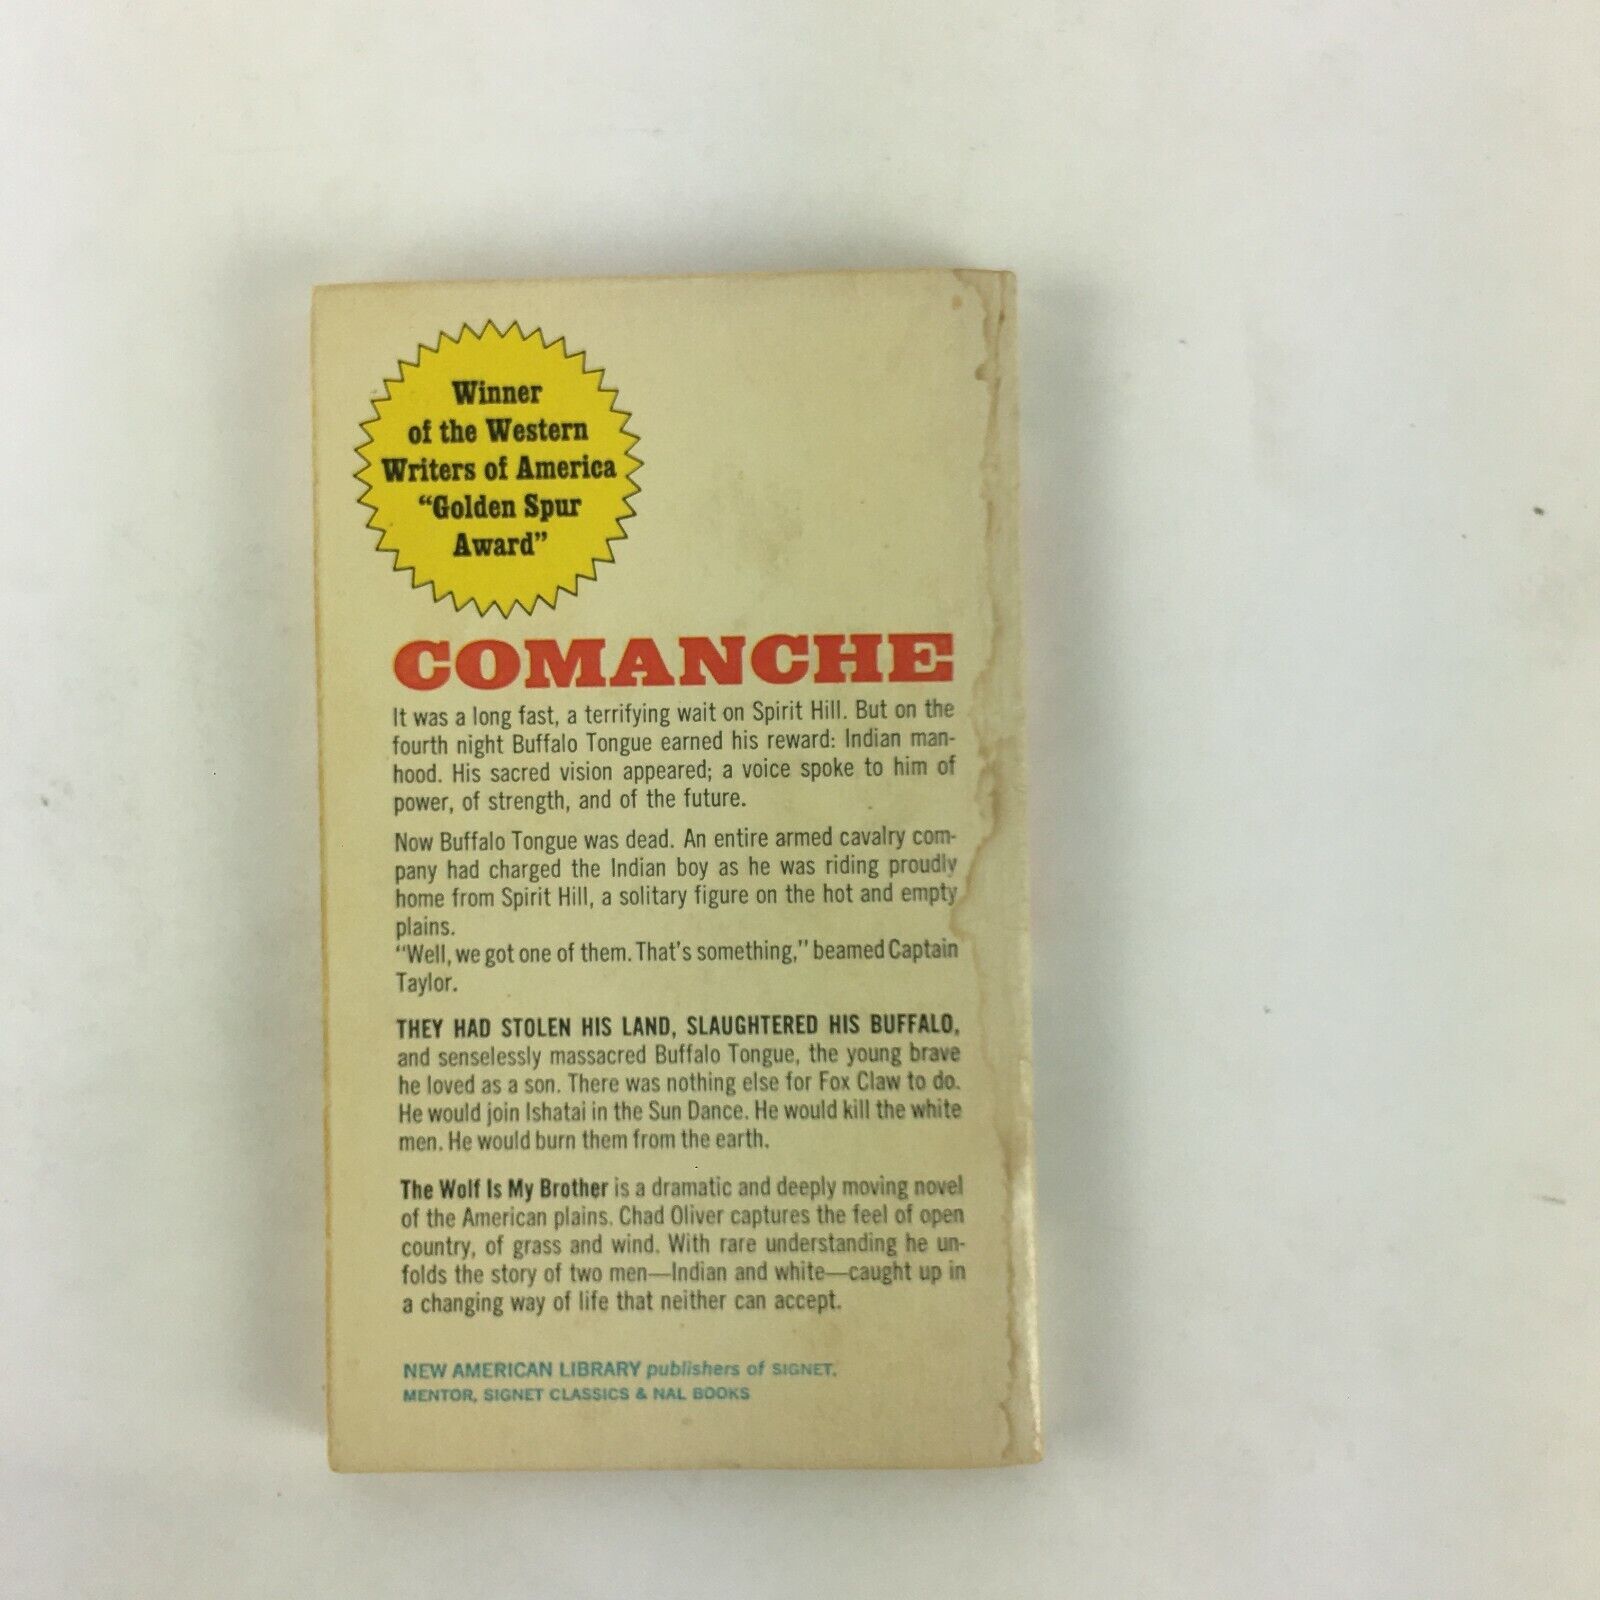 Winner
of the Western
Writers of America
“Golden Spur
Award”
COMANCHE
It was a long fast, a terrifying wait on Spirit Hill. But on the
fourth night Buffalo Tongue earned his reward: Indian man-
hood. His sacred vision appeared; a voice spoke to him of
power, of strength, and of the future.
Now Buffalo Tongue was dead. An entire armed cavalry com-
pany had charged the Indian boy as he was riding proudly
home from Spirit Hill, a solitary figure on the hot and empty
plains.
“Well, we got one of them. That's something,” beamed Captain
Taylor.
THEY HAD STOLEN HIS LAND, SLAUGHTERED HIS BUFFALO,
and senselessly massacred Buffalo Tongue, the young brave
he loved as a son. There was nothing else for Fox Claw to do.
He would join Ishatai in the Sun Dance. He would kill the white
men. He would burn them from the earth.
The Wolf Is My Brother is a dramatic and deeply moving novel
of the American plains. Chad Oliver captures the feel of open
country, of grass and wind. With rare understanding he un-
folds the story of two men—Indian and white—caught up in
a changing way of life that neither can accept.
NEW AMERICAN LIBRARY publishers of SIGNET,
MENTOR, SIGNET CLASSICS & NAL BOOKS